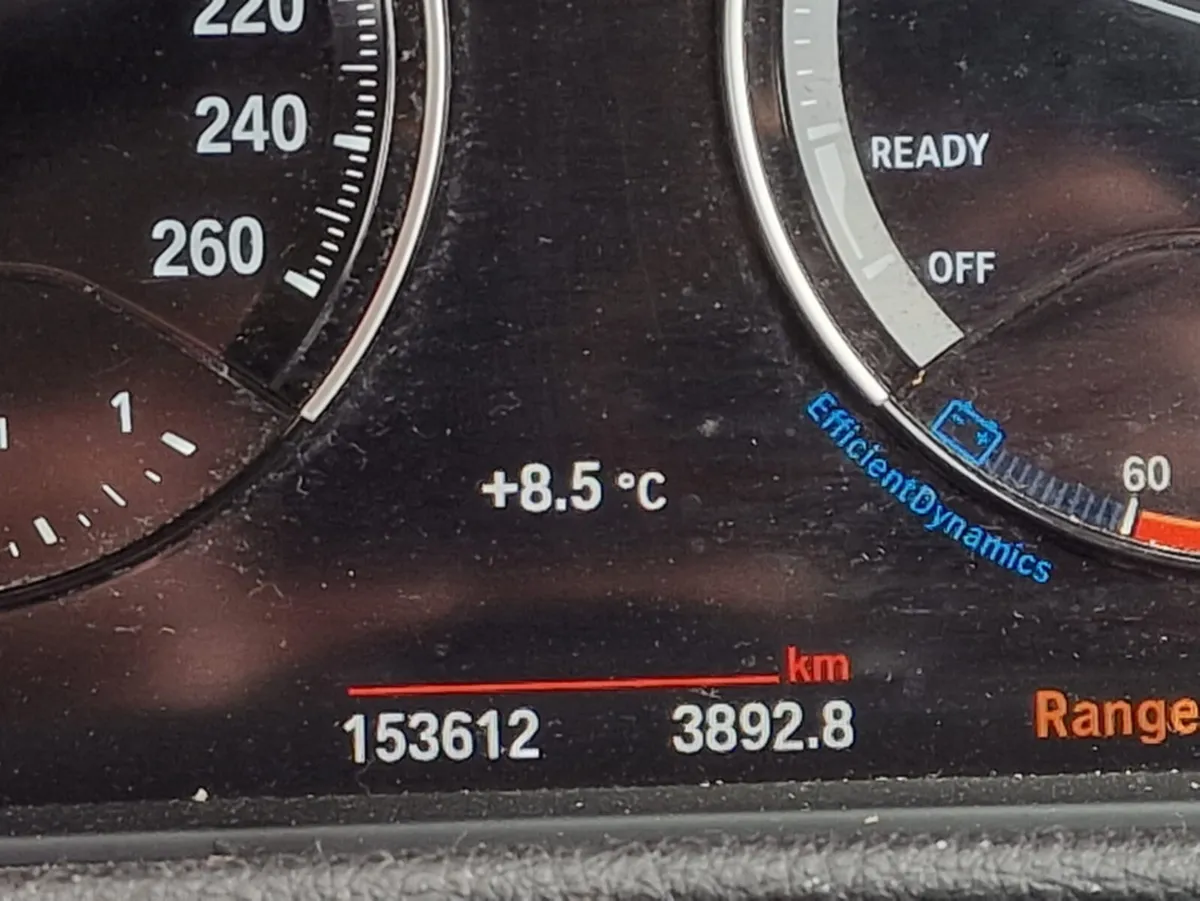 220
240
260
1
READY
OFF
60
EfficientDynamics
+8.5 °C
km
153612 3892.8
Range